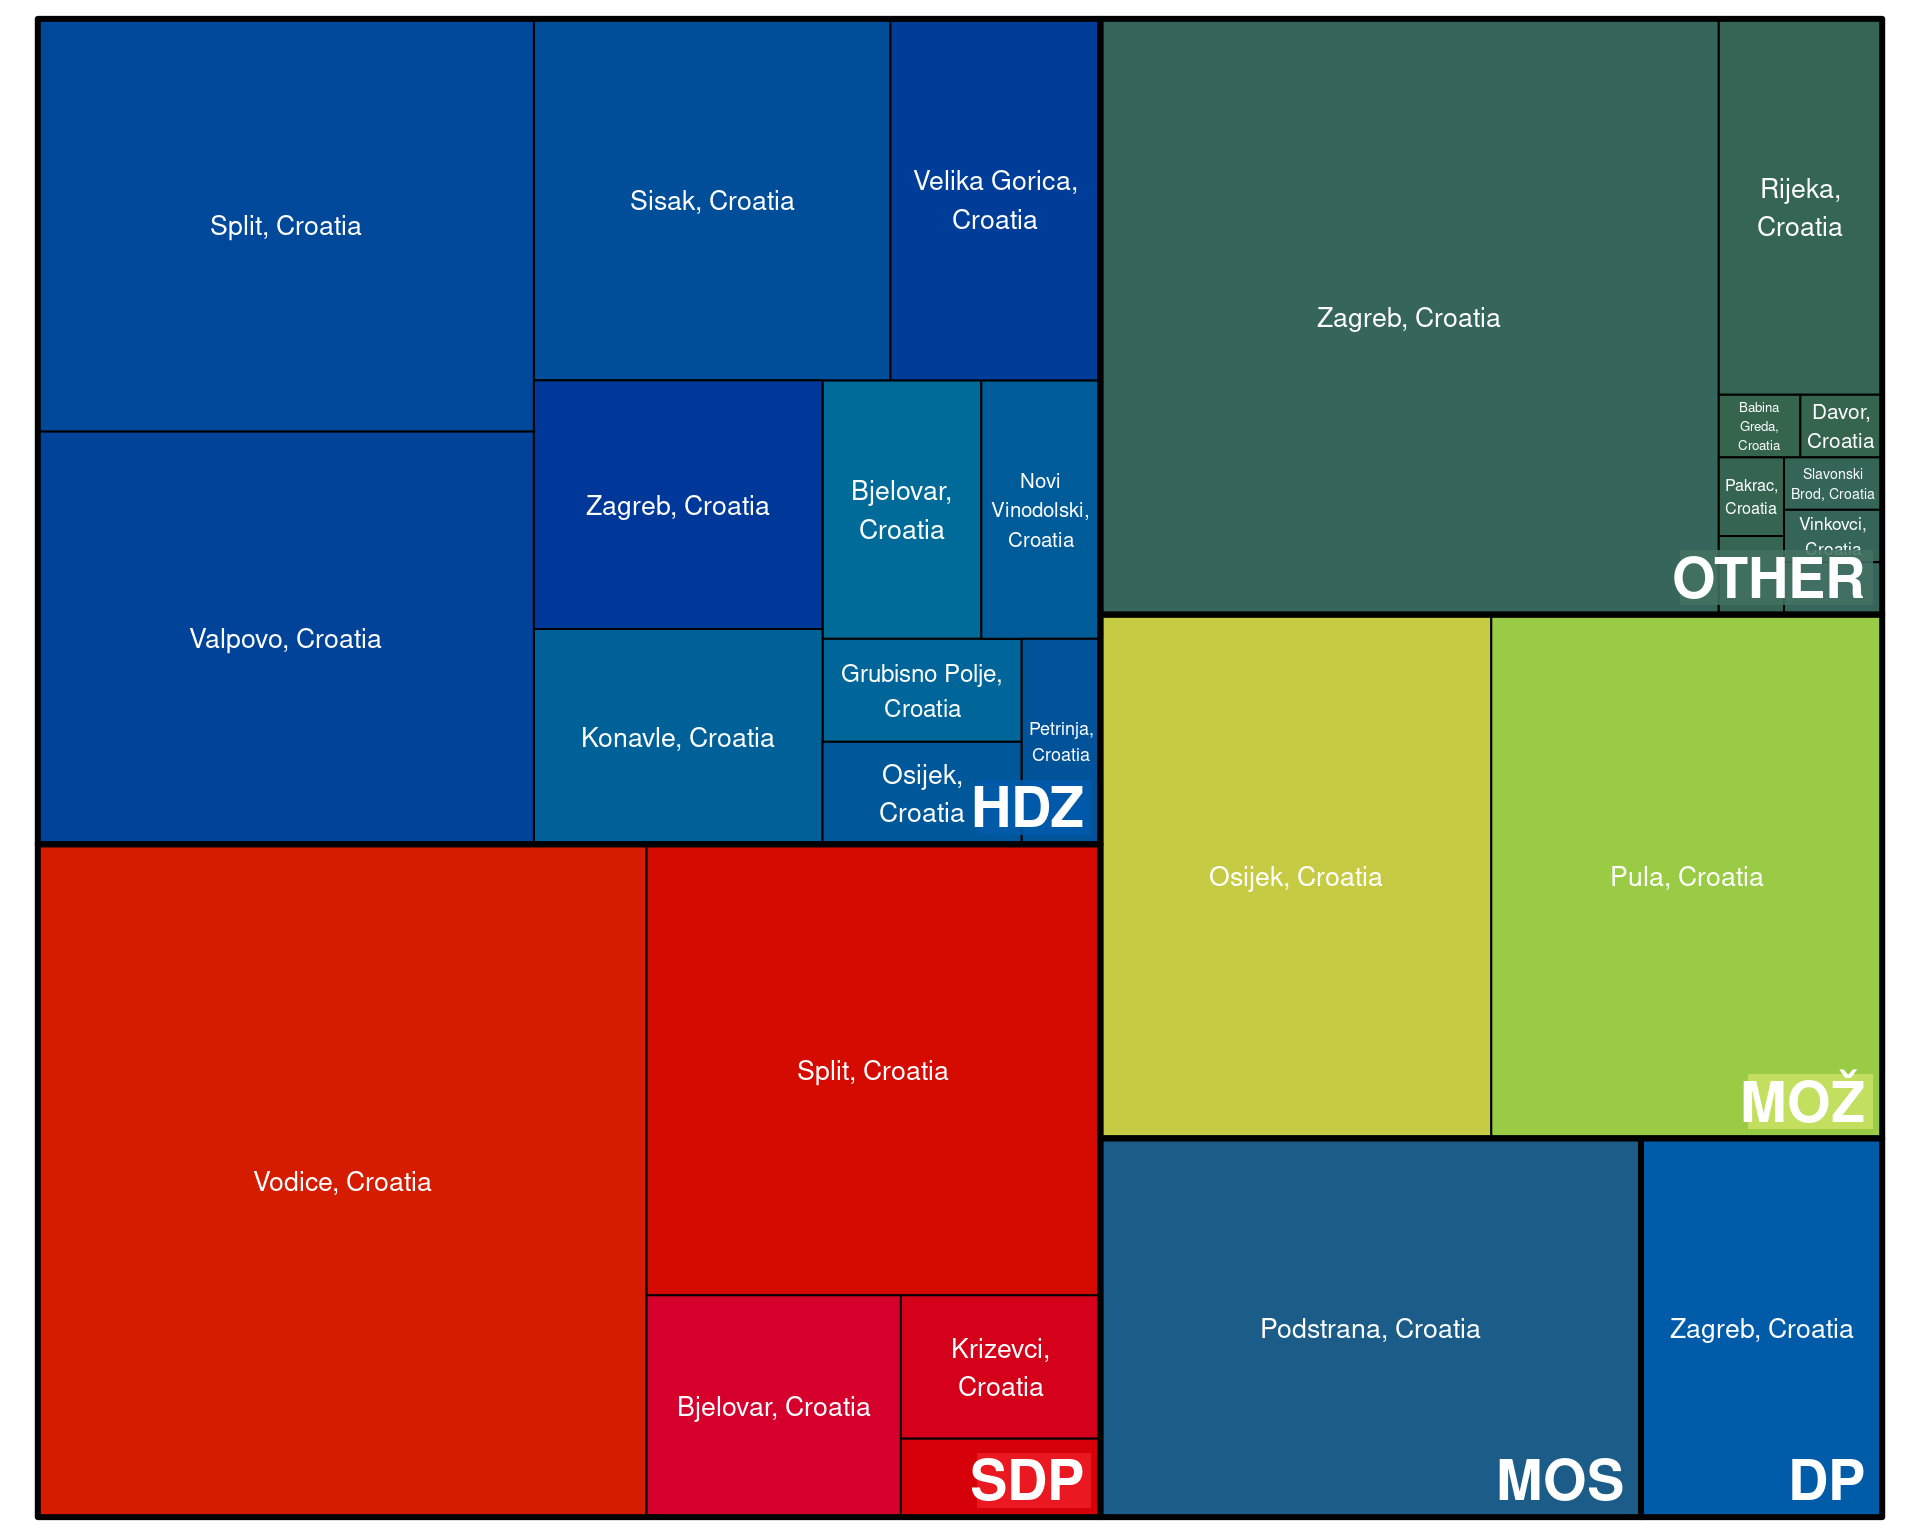 Split, Croatia
Sisak, Croatia
Velika Gorica,
Croatia
Valpovo, Croatia
Zagreb, Croatia
Bjelovar,
Croatia
Novi
Vinodolski,
Croatia
Konavle, Croatia
Grubisno Polje,
Croatia
Osijek,
Croatia
Petrinja,
Croatia
HDZ
Vodice, Croatia
Split, Croatia
Bjelovar, Croatia
Krizevci,
Croatia
SDP
Zagreb, Croatia
Rijeka,
Croatia
Babina
Greda,
Croatia
Davor,
Croatia
Pakrac,
Croatia
Slavonski
Brod, Croatia
Vinkovci,
Croatia
OTHER
Osijek, Croatia
Pula, Croatia
MOŽ
Podstrana, Croatia
MOS
Zagreb, Croatia
DP